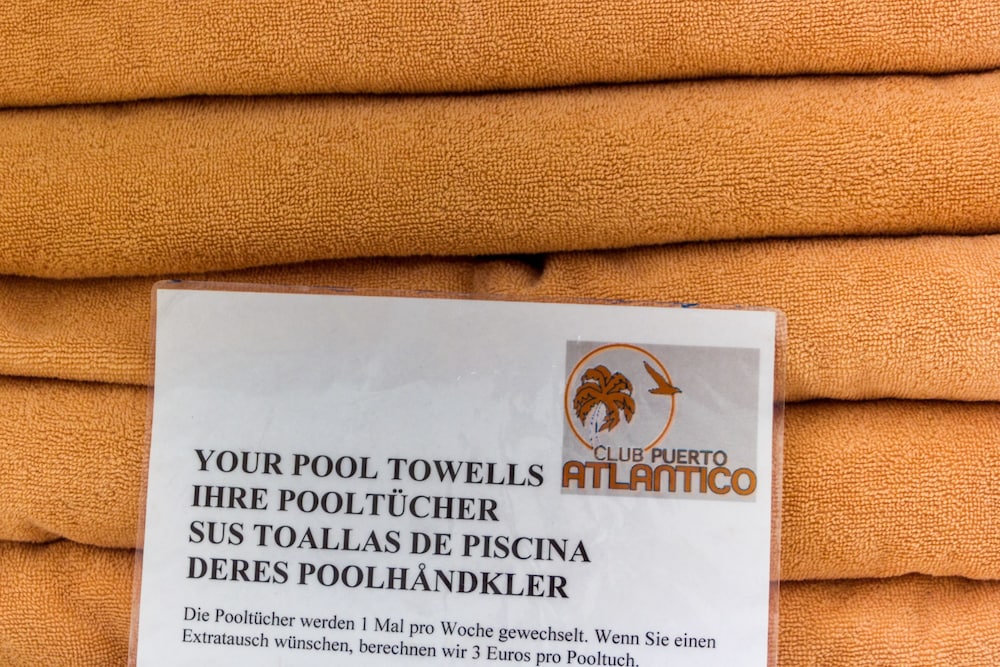 CLUB PUERTO
ATLANTICO
YOUR POOL TOWELLS
IHRE POOLTÜCHER
SUS TOALLAS DE PISCINA
DERES POOLHÅNDKLER
Die Pooltücher werden 1 Mal pro Woche gewechselt. Wenn Sie einen
Extratausch wünschen, berechnen wir 3 Euros pro Pooltuch.